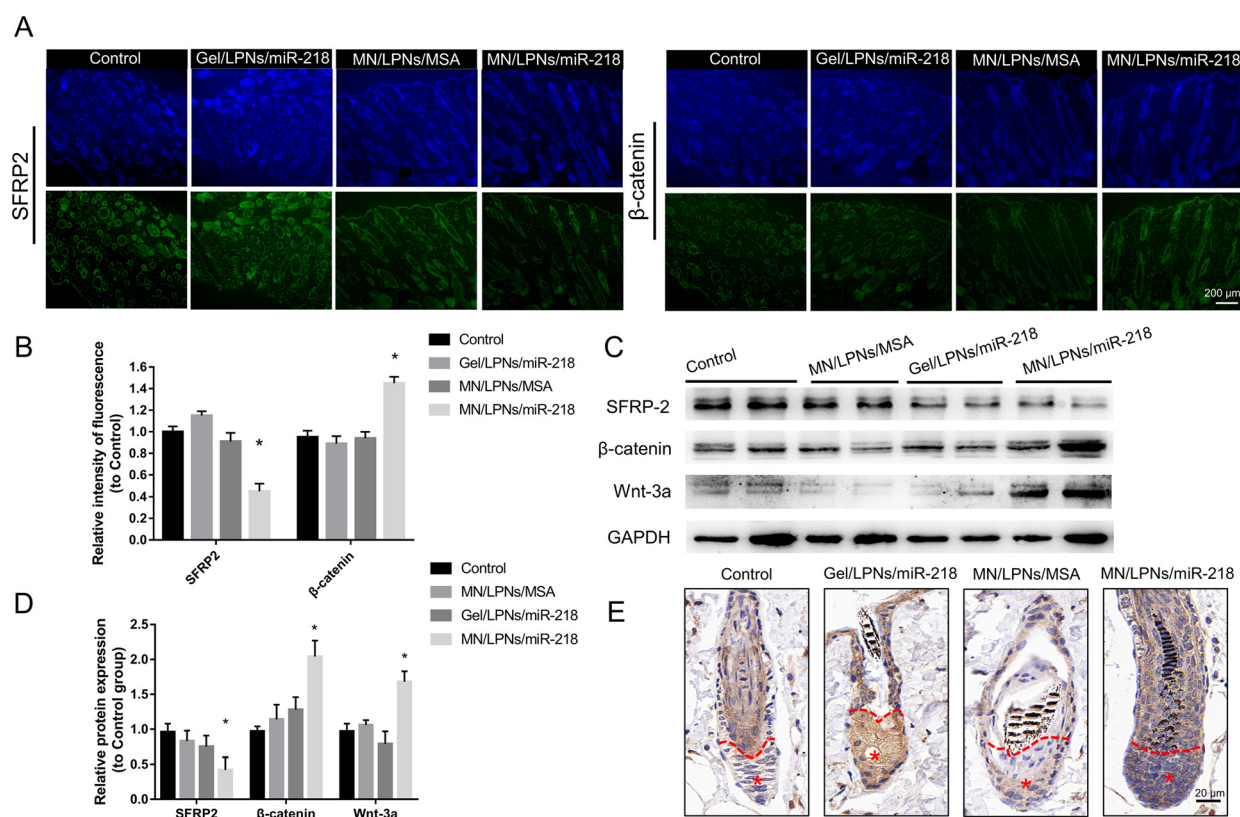 A
Control
Gel/LPNs/miR-218
MN/LPNs/MSA
MN/LPNs/miR-218
SFRP2
Control
Gel/LPNs/miR-218
MN/LPNs/MSA
MN/LPNs/miR-218
β-catenin
200 µm
B
Relative intensity of fluorescence
(to Control)
1.6
1.4
1.2
1.0
0.8
0.6
0.4
0.2
0.0
*
*
SFRP2
β-catenin
Control
Gel/LPNs/miR-218
MN/LPNs/MSA
MN/LPNs/miR-218
C
Control
MN/LPNs/MSA
Gel/LPNs/miR-218
MN/LPNs/miR-218
SFRP-2
β-catenin
Wnt-3a
GAPDH
D
Relative protein expression
(to Control group)
2.5
2.0
1.5
1.0
0.5
0.0
*
*
*
SFRP2
β-catenin
Wnt-3a
Control
MN/LPNs/MSA
Gel/LPNs/miR-218
MN/LPNs/miR-218
E
Control
Gel/LPNs/miR-218
MN/LPNs/MSA
MN/LPNs/miR-218
*
*
*
*
20 µm